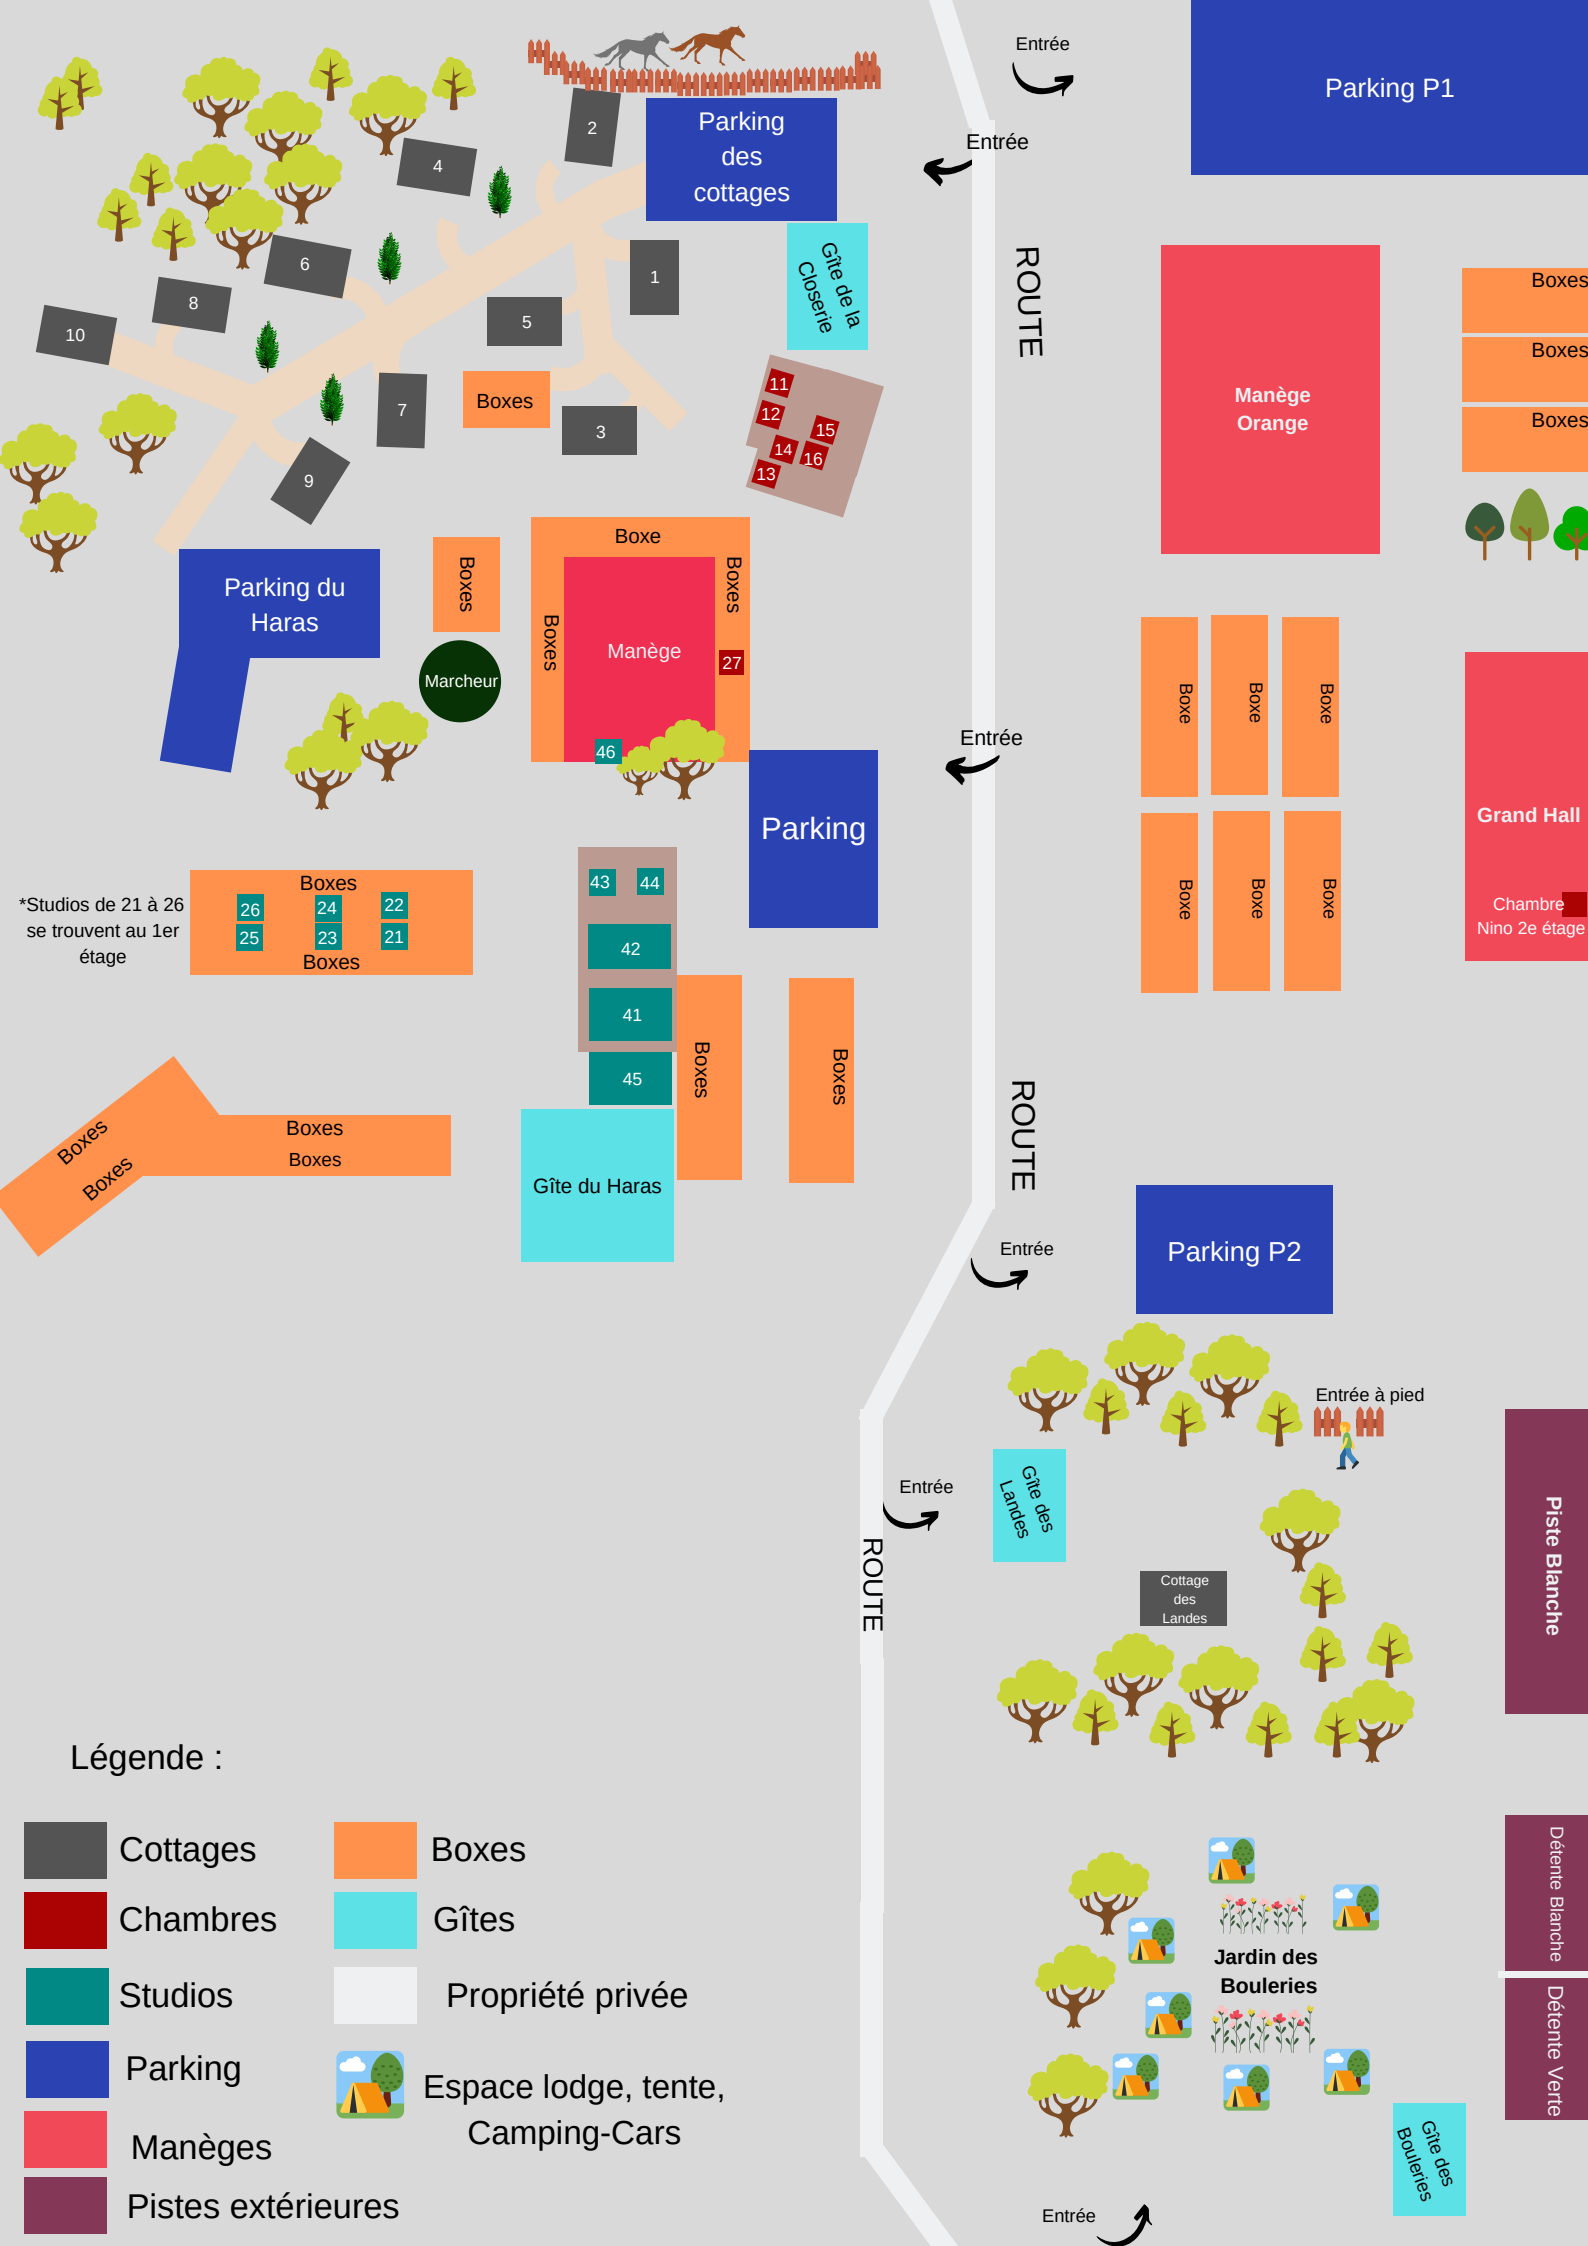 Entrée
Parking P1
2
Parking
des
cottages
Entrée
4
6
8
10
1
5
Gîte de la
Closerie
ROUTE
Boxes
Boxes
Boxes
Manège
Orange
7
Boxes
3
9
11
12
15
14
16
13
Boxe
Boxes
Boxes
Boxes
Manège
27
46
Parking du
Haras
Marcheur
Entrée
Parking
Boxe
Boxe
Boxe
Boxe
Boxe
Boxe
Grand Hall
Chambre
Nino 2e étage
*Studios de 21 à 26
se trouvent au 1er
étage
Boxes
26
24
22
25
23
21
Boxes
43
44
42
41
45
Boxes
Boxes
ROUTE
Boxes
Boxes
Boxes
Boxes
Gîte du Haras
Entrée
Parking P2
Entrée à pied
Gîte des
Landes
Entrée
ROUTE
Cottage
des
Landes
Piste Blanche
Légende :
Cottages
Boxes
Chambres
Gîtes
Studios
Propriété privée
Parking
Espace lodge, tente,
Camping-Cars
Manèges
Pistes extérieures
Jardin des
Bouleries
Détente Blanche
Détente Verte
Gîte des
Bouleries
Entrée